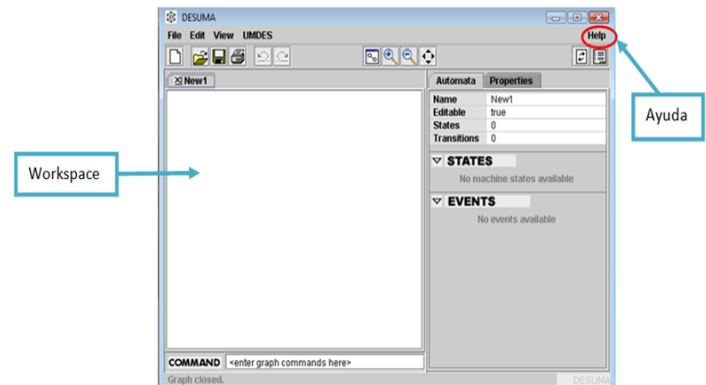 DESUMA
File Edit View UMDES Help
New1
Automata Properties
Name New1
Editable true
States 0
Transitions 0
STATES
No machine states available
EVENTS
No events available
Workspace
Ayuda
COMMAND <enter graph commands here>
Graph closed.
DESUMA